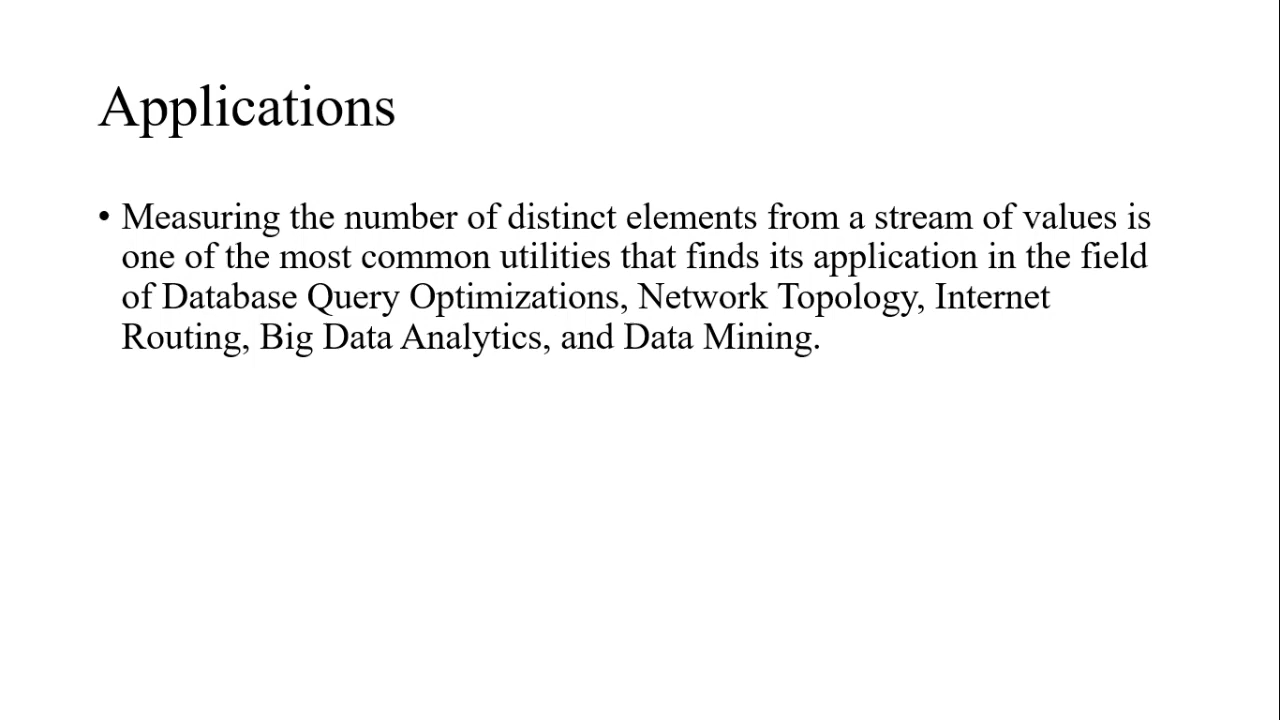 Applications
• Measuring the number of distinct elements from a stream of values is
one of the most common utilities that finds its application in the field
of Database Query Optimizations, Network Topology, Internet
Routing, Big Data Analytics, and Data Mining.